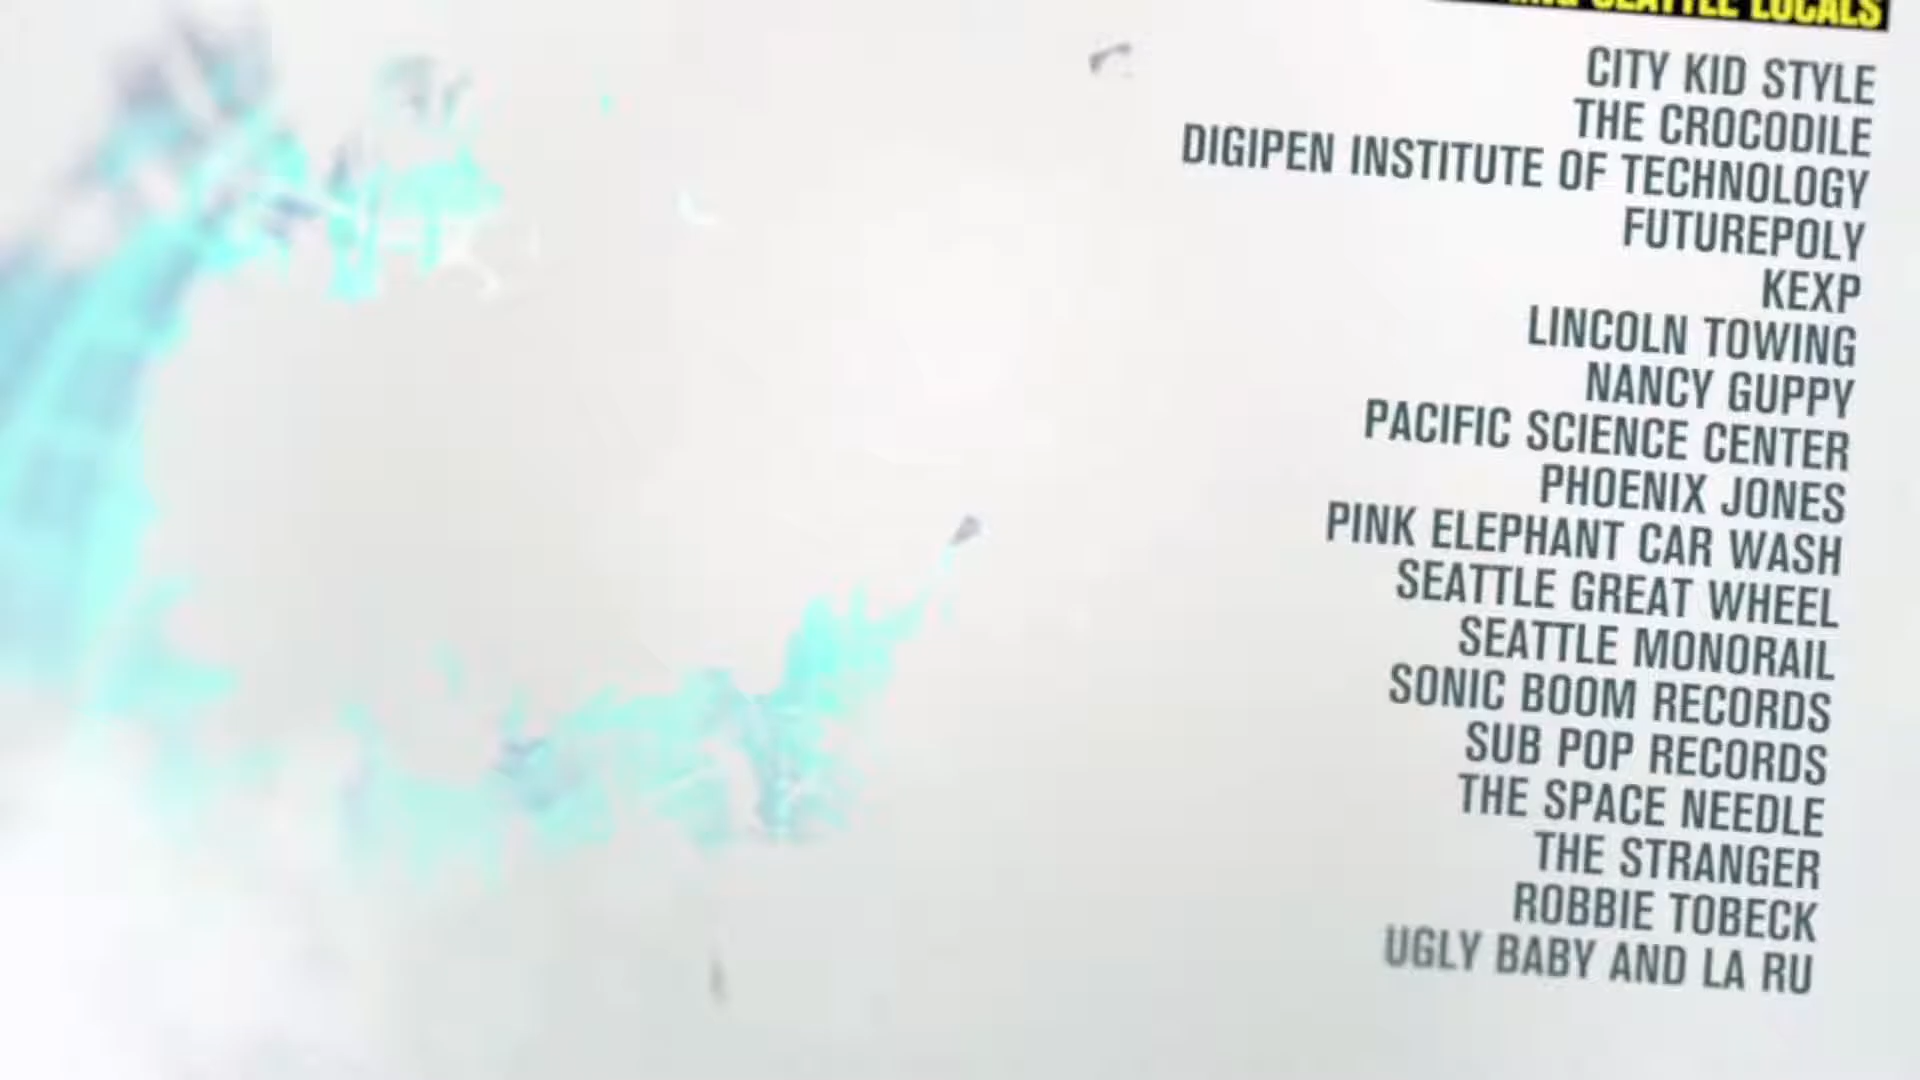 SEATTLE LOCALS
CITY KID STYLE
THE CROCODILE
DIGIPEN INSTITUTE OF TECHNOLOGY
FUTUREPOLY
KEXP
LINCOLN TOWING
NANCY GUPPY
PACIFIC SCIENCE CENTER
PHOENIX JONES
PINK ELEPHANT CAR WASH
SEATTLE GREAT WHEEL
SEATTLE MONORAIL
SONIC BOOM RECORDS
SUB POP RECORDS
THE SPACE NEEDLE
THE STRANGER
ROBBIE TOBECK
UGLY BABY AND LA RU